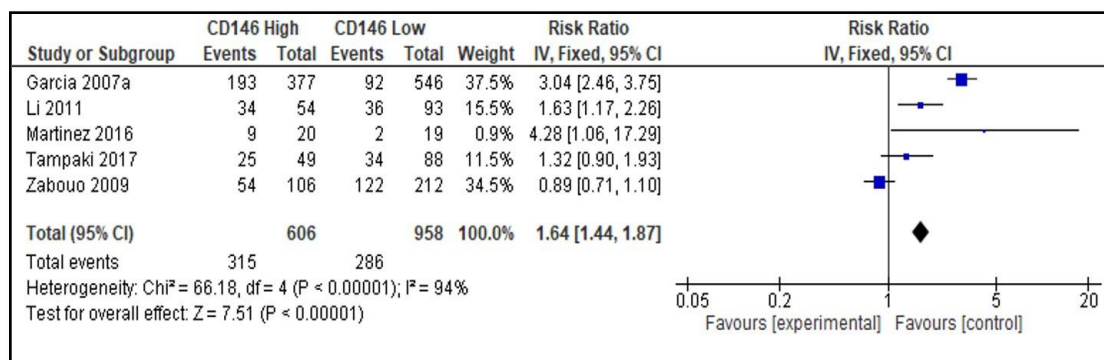 CD146 High CD146 Low Risk Ratio Risk Ratio
Study or Subgroup Events Total Events Total Weight IV, Fixed, 95% CI IV, Fixed, 95% CI
Garcia 2007a 193 377 92 546 37.5% 3.04 [2.46, 3.75]
Li 2011 34 54 36 93 15.5% 1.63 [1.17, 2.26]
Martinez 2016 9 20 2 19 0.9% 4.28 [1.06, 17.29]
Tampaki 2017 25 49 34 88 11.5% 1.32 [0.90, 1.93]
Zabouo 2009 54 106 122 212 34.5% 0.89 [0.71, 1.10]
Total (95% CI) 606 958 100.0% 1.64 [1.44, 1.87]
Total events 315 286
Heterogeneity: Chi² = 66.18, df = 4 (P < 0.00001); I² = 94%
Test for overall effect: Z = 7.51 (P < 0.00001)
0.05 0.2 1 5 20
Favours [experimental] Favours [control]